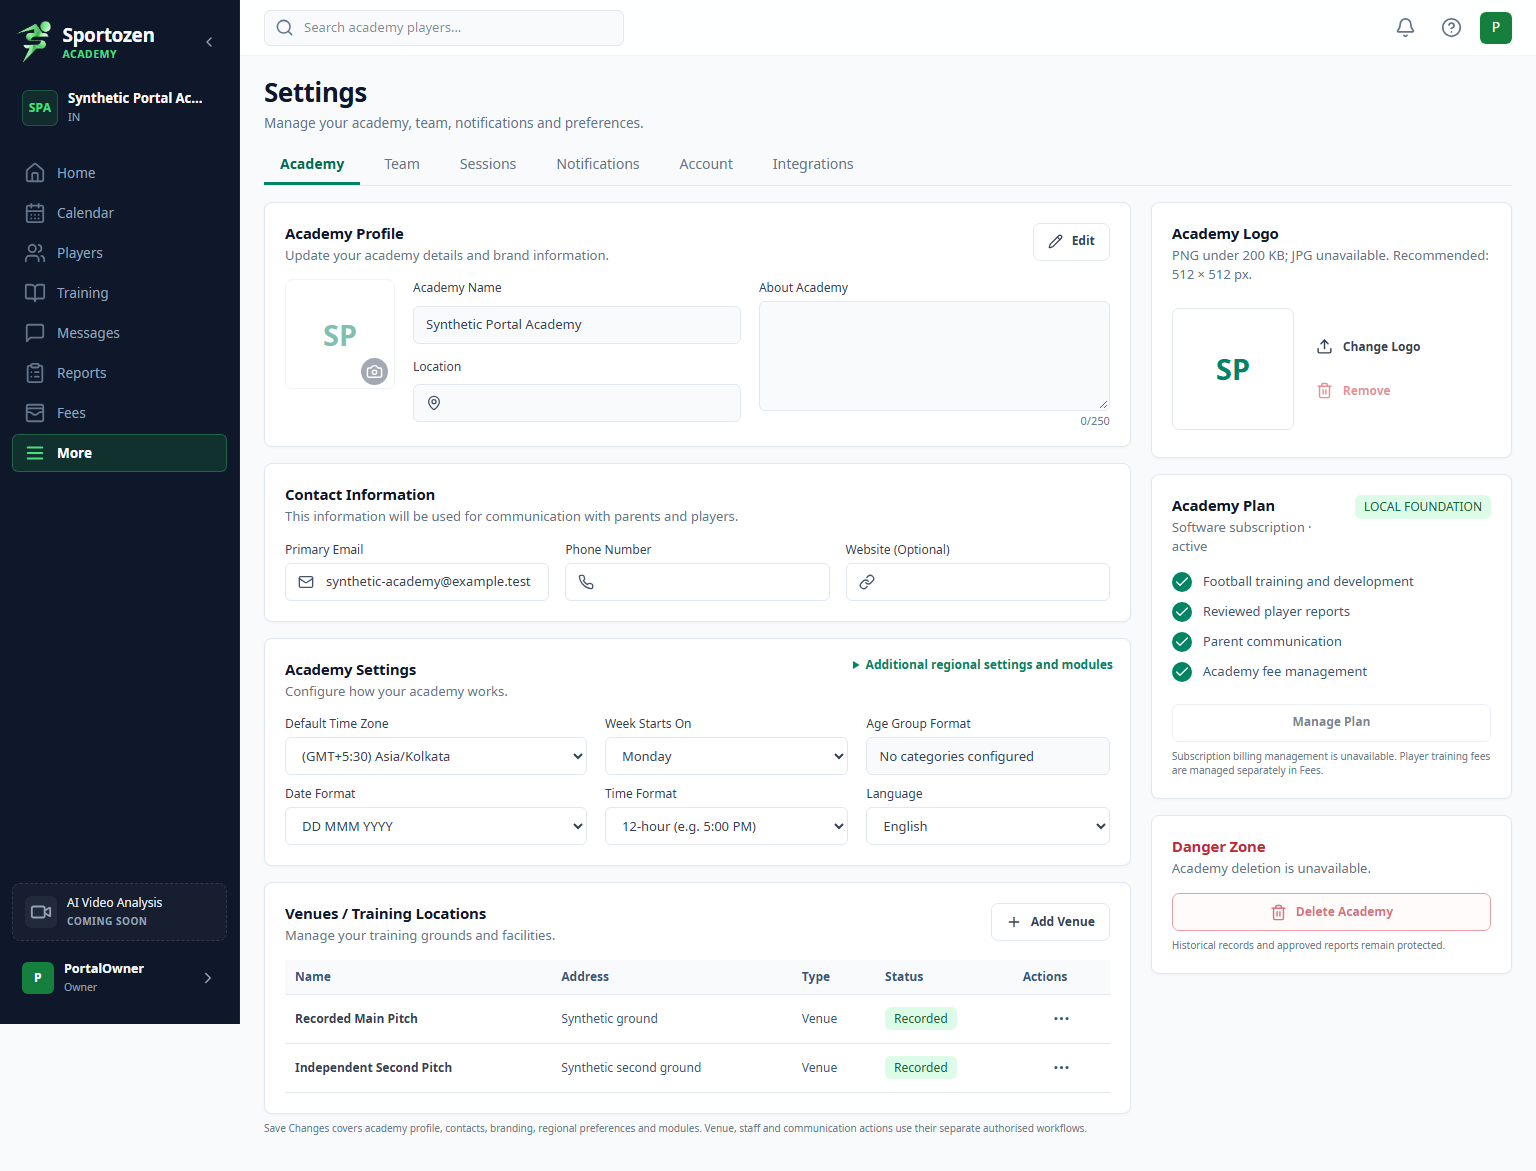 Sportozen
ACADEMY
SPA
Synthetic Portal Ac...
IN
Home
Calendar
Players
Training
Messages
Reports
Fees
More
AI Video Analysis
COMING SOON
P
PortalOwner
Owner
Search academy players...
P
Settings
Manage your academy, team, notifications and preferences.
Academy
Team
Sessions
Notifications
Account
Integrations
Academy Profile
Update your academy details and brand information.
Edit
SP
Academy Name
Synthetic Portal Academy
Location
About Academy
0/250
Contact Information
This information will be used for communication with parents and players.
Primary Email
synthetic-academy@example.test
Phone Number
Website (Optional)
Academy Settings
Configure how your academy works.
Additional regional settings and modules
Default Time Zone
(GMT+5:30) Asia/Kolkata
Week Starts On
Monday
Age Group Format
No categories configured
Date Format
DD MMM YYYY
Time Format
12-hour (e.g. 5:00 PM)
Language
English
Venues / Training Locations
Manage your training grounds and facilities.
Add Venue
Name Address Type Status Actions
Recorded Main Pitch Synthetic ground Venue Recorded
Independent Second Pitch Synthetic second ground Venue Recorded
Save Changes covers academy profile, contacts, branding, regional preferences and modules. Venue, staff and communication actions use their separate authorised workflows.
Academy Logo
PNG under 200 KB; JPG unavailable. Recommended:
512 × 512 px.
SP
Change Logo
Remove
Academy Plan
LOCAL FOUNDATION
Software subscription ·
active
Football training and development
Reviewed player reports
Parent communication
Academy fee management
Manage Plan
Subscription billing management is unavailable. Player training fees
are managed separately in Fees.
Danger Zone
Academy deletion is unavailable.
Delete Academy
Historical records and approved reports remain protected.